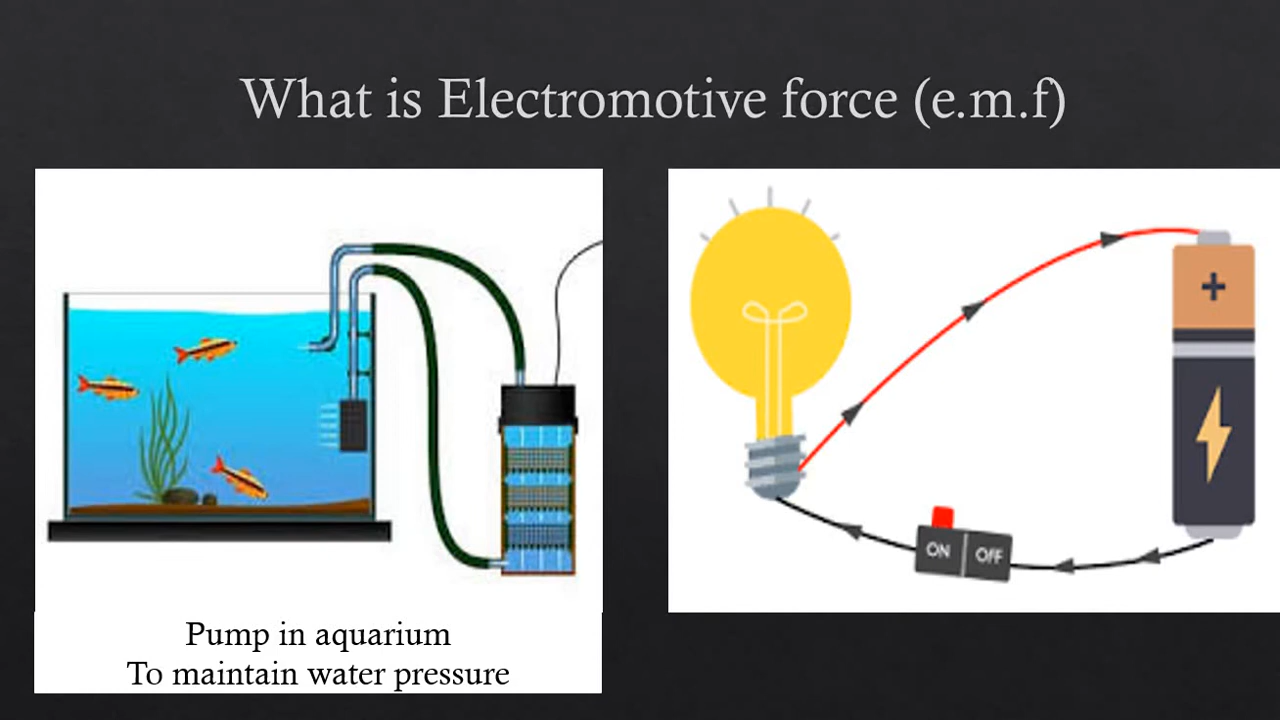 What is Electromotive force (e.m.f)
Pump in aquarium
To maintain water pressure
+
ON OFF